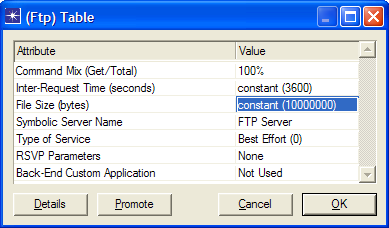 (Ftp) Table
Attribute Value
Command Mix (Get/Total) 100%
Inter-Request Time (seconds) constant (3600)
File Size (bytes) constant (10000000)
Symbolic Server Name FTP Server
Type of Service Best Effort (0)
RSVP Parameters None
Back-End Custom Application Not Used
Details Promote Cancel OK